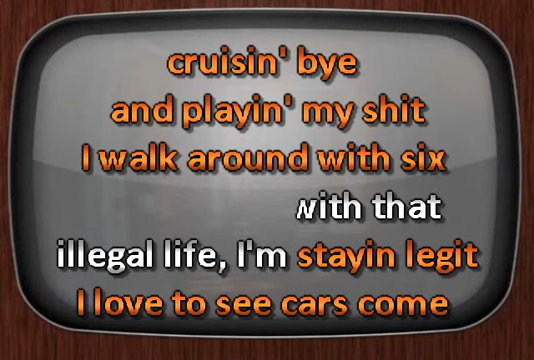 cruisin' bye
and playin' my shit
I walk around with six
with that
illegal life, I'm stayin legit
I love to see cars come